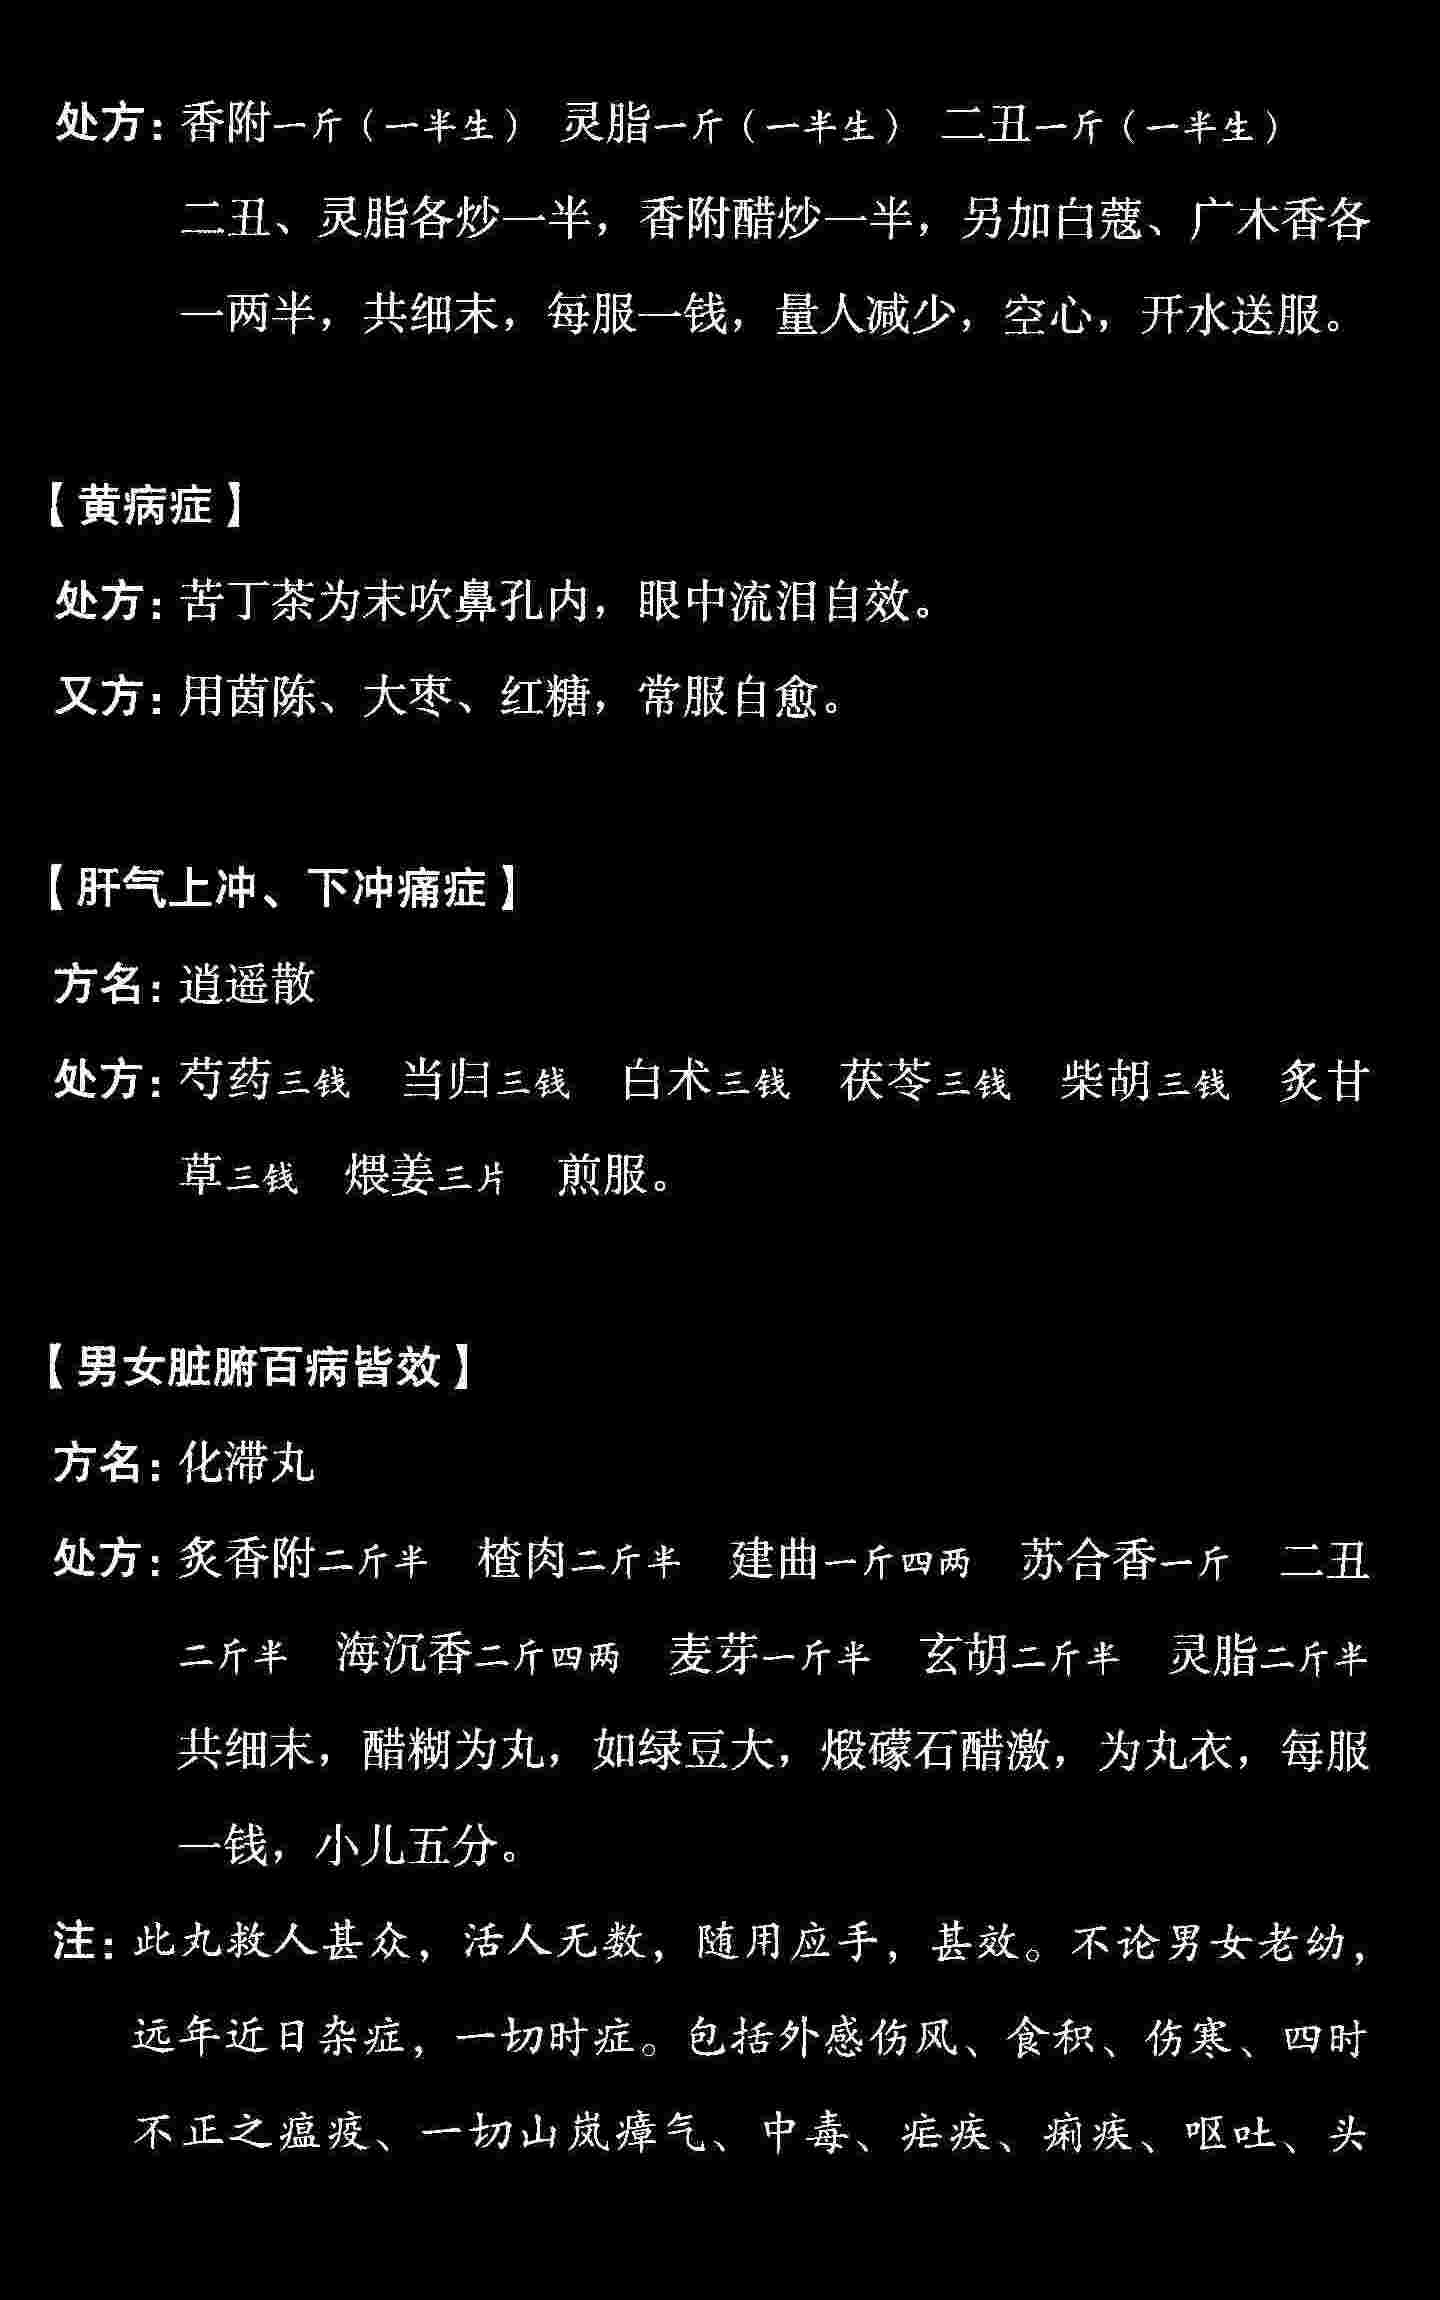 处方：香附一斤（一半生） 灵脂一斤（一半生） 二丑一斤（一半生）
二丑、灵脂各炒一半，香附醋炒一半，另加白蔻、广木香各
一两半，共细末，每服一钱，量人减少，空心，开水送服。
【黄病症】
处方：苦丁茶为末吹鼻孔内，眼中流泪自效。
又方：用茵陈、大枣、红糖，常服自愈。
【肝气上冲、下冲痛症】
方名：逍遥散
处方：芍药三钱 当归三钱 白术三钱 茯苓三钱 柴胡三钱 炙甘
草三钱 煨姜三片 煎服。
【男女脏腑百病皆效】
方名：化滞丸
处方：炙香附二斤半 楂肉二斤半 建曲一斤四两 苏合香一斤 二丑
二斤半 海沉香二斤四两 麦芽一斤半 玄胡二斤半 灵脂二斤半
共细末，醋糊为丸，如绿豆大，煅礞石醋激，为丸衣，每服
一钱，小儿五分。
注：此丸救人甚众，活人无数，随用应手，甚效。不论男女老幼，
远年近日杂症，一切时症。包括外感伤风、食积、伤寒、四时
不正之瘟疫、一切山岚瘴气、中毒、疟疾、痢疾、呕吐、头